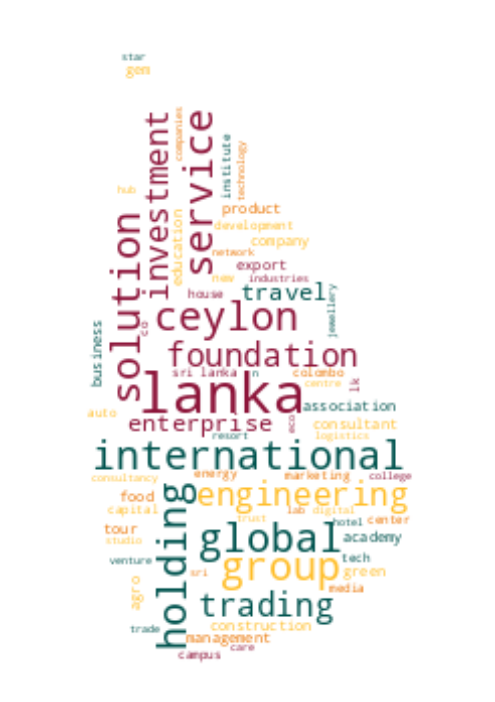 star
gem
companies
investment
service
institute
technology
hub
product
education
solution
development
company
network
export
new
industries
house
travel
jewellery
ceylon
co
business
foundation
sri lanka
n
colombo
lanka
centre
lk
association
auto
enterprise
eco
consultant
resort
logistics
international
consultancy
energy
marketing
college
food
holding
engineering
capital
lab
digital
trust
hotel
center
tour
global
academy
studio
venture
group
tech
sri
green
agro
media
trading
trade
construction
management
care
campus